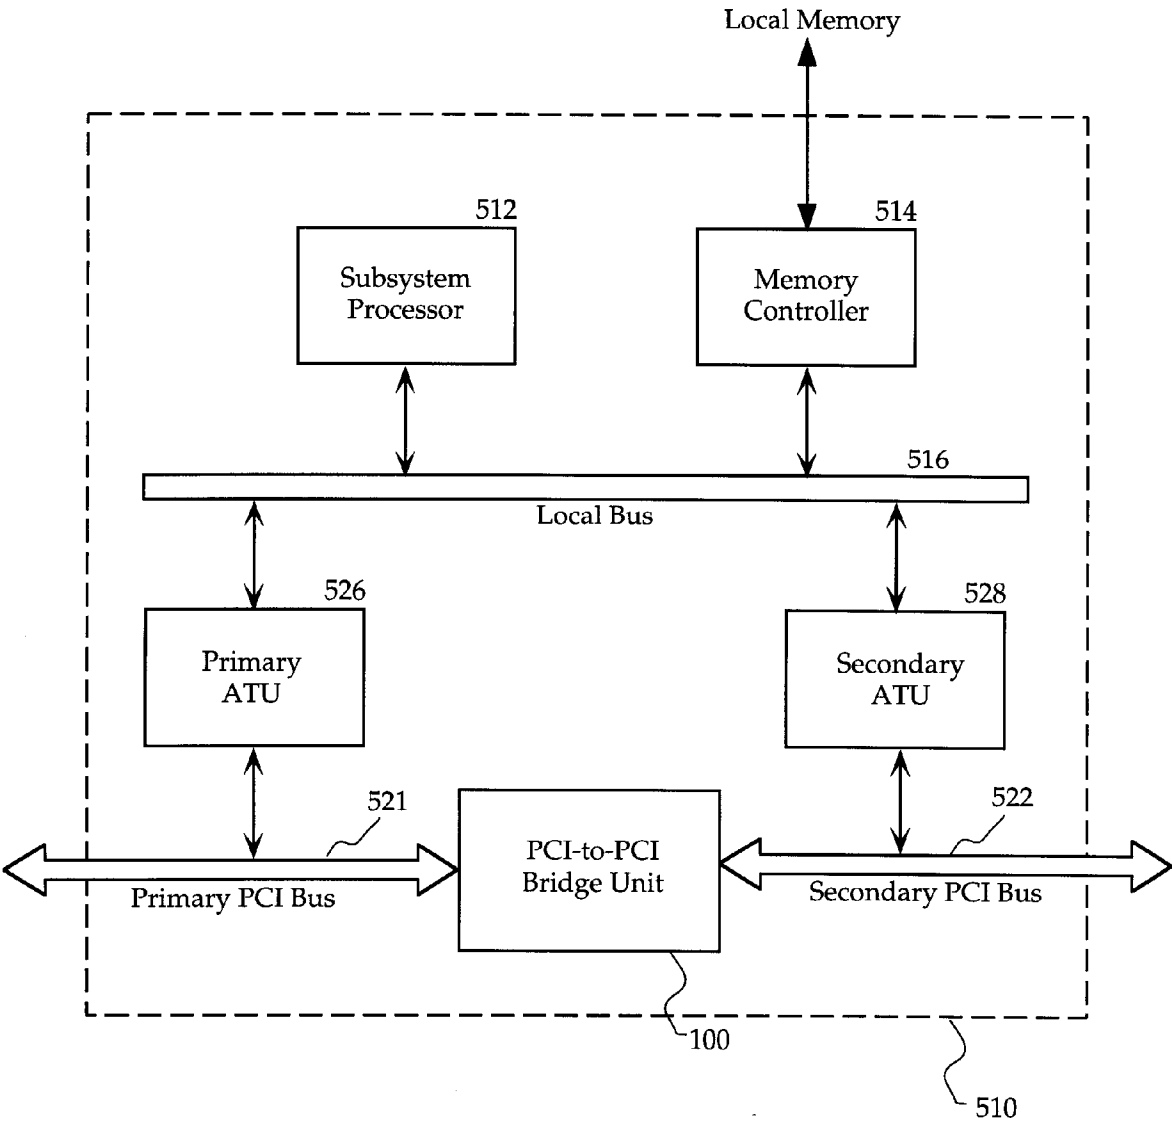 Local Memory
512
Subsystem
Processor
514
Memory
Controller
516
Local Bus
526
Primary
ATU
528
Secondary
ATU
521
Primary PCI Bus
PCI-to-PCI
Bridge Unit
522
Secondary PCI Bus
100
510